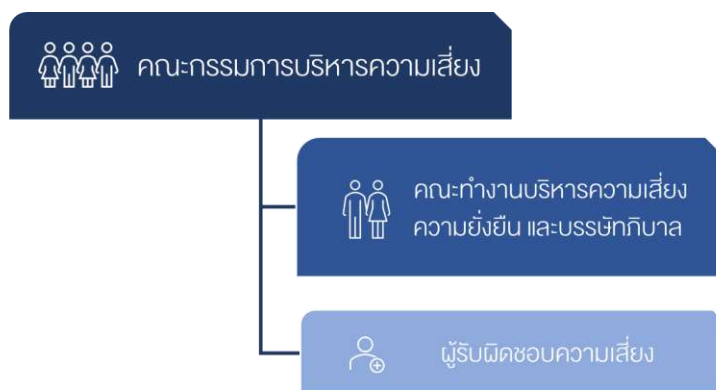 คณะกรรมการบริหารความเสี่ยง
คณะทำงานบริหารความเสี่ยง
ความยั่งยืน และบรรษัทภิบาล
ผู้รับผิดชอบความเสี่ยง